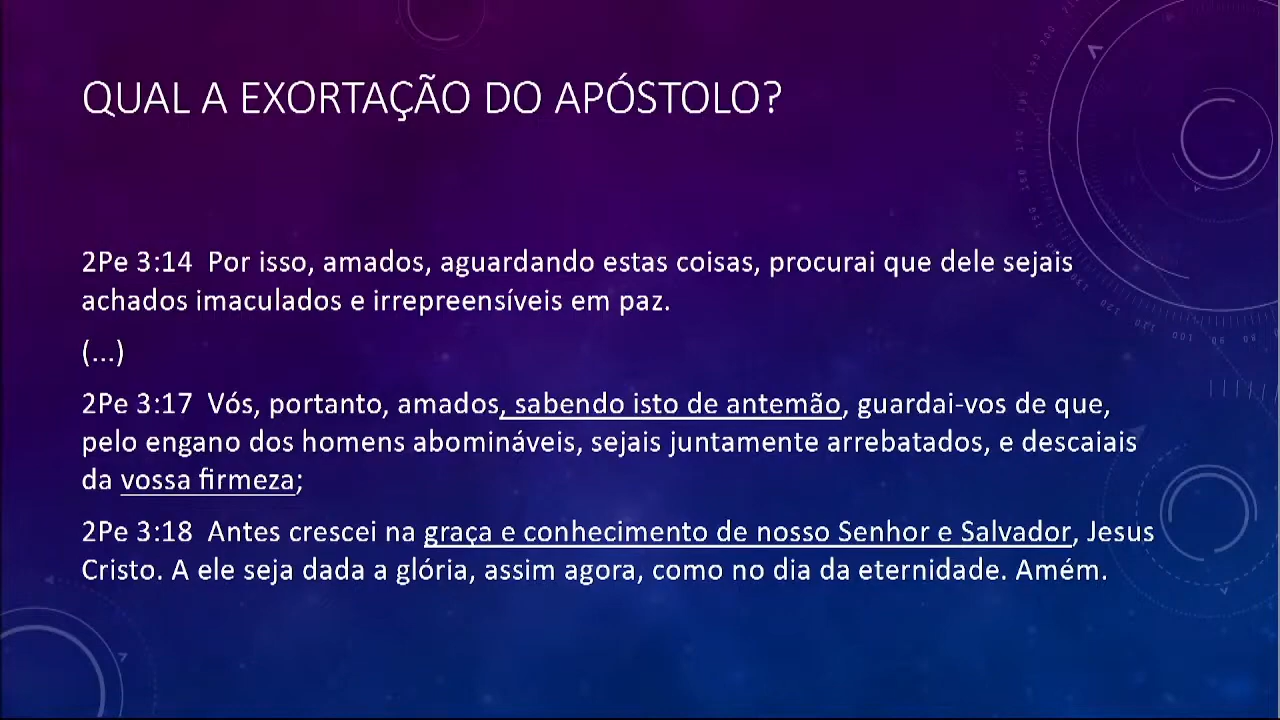 QUAL A EXORTAÇÃO DO APÓSTOLO?
2Pe 3:14 Por isso, amados, aguardando estas coisas, procurai que dele sejais
achados imaculados e irrepreensíveis em paz.
(...)
2Pe 3:17 Vós, portanto, amados, sabendo isto de antemão, guardai-vos de que,
pelo engano dos homens abomináveis, sejais juntamente arrebatados, e descaiais
da vossa firmeza;
2Pe 3:18 Antes crescei na graça e conhecimento de nosso Senhor e Salvador, Jesus
Cristo. A ele seja dada a glória, assim agora, como no dia da eternidade. Amém.